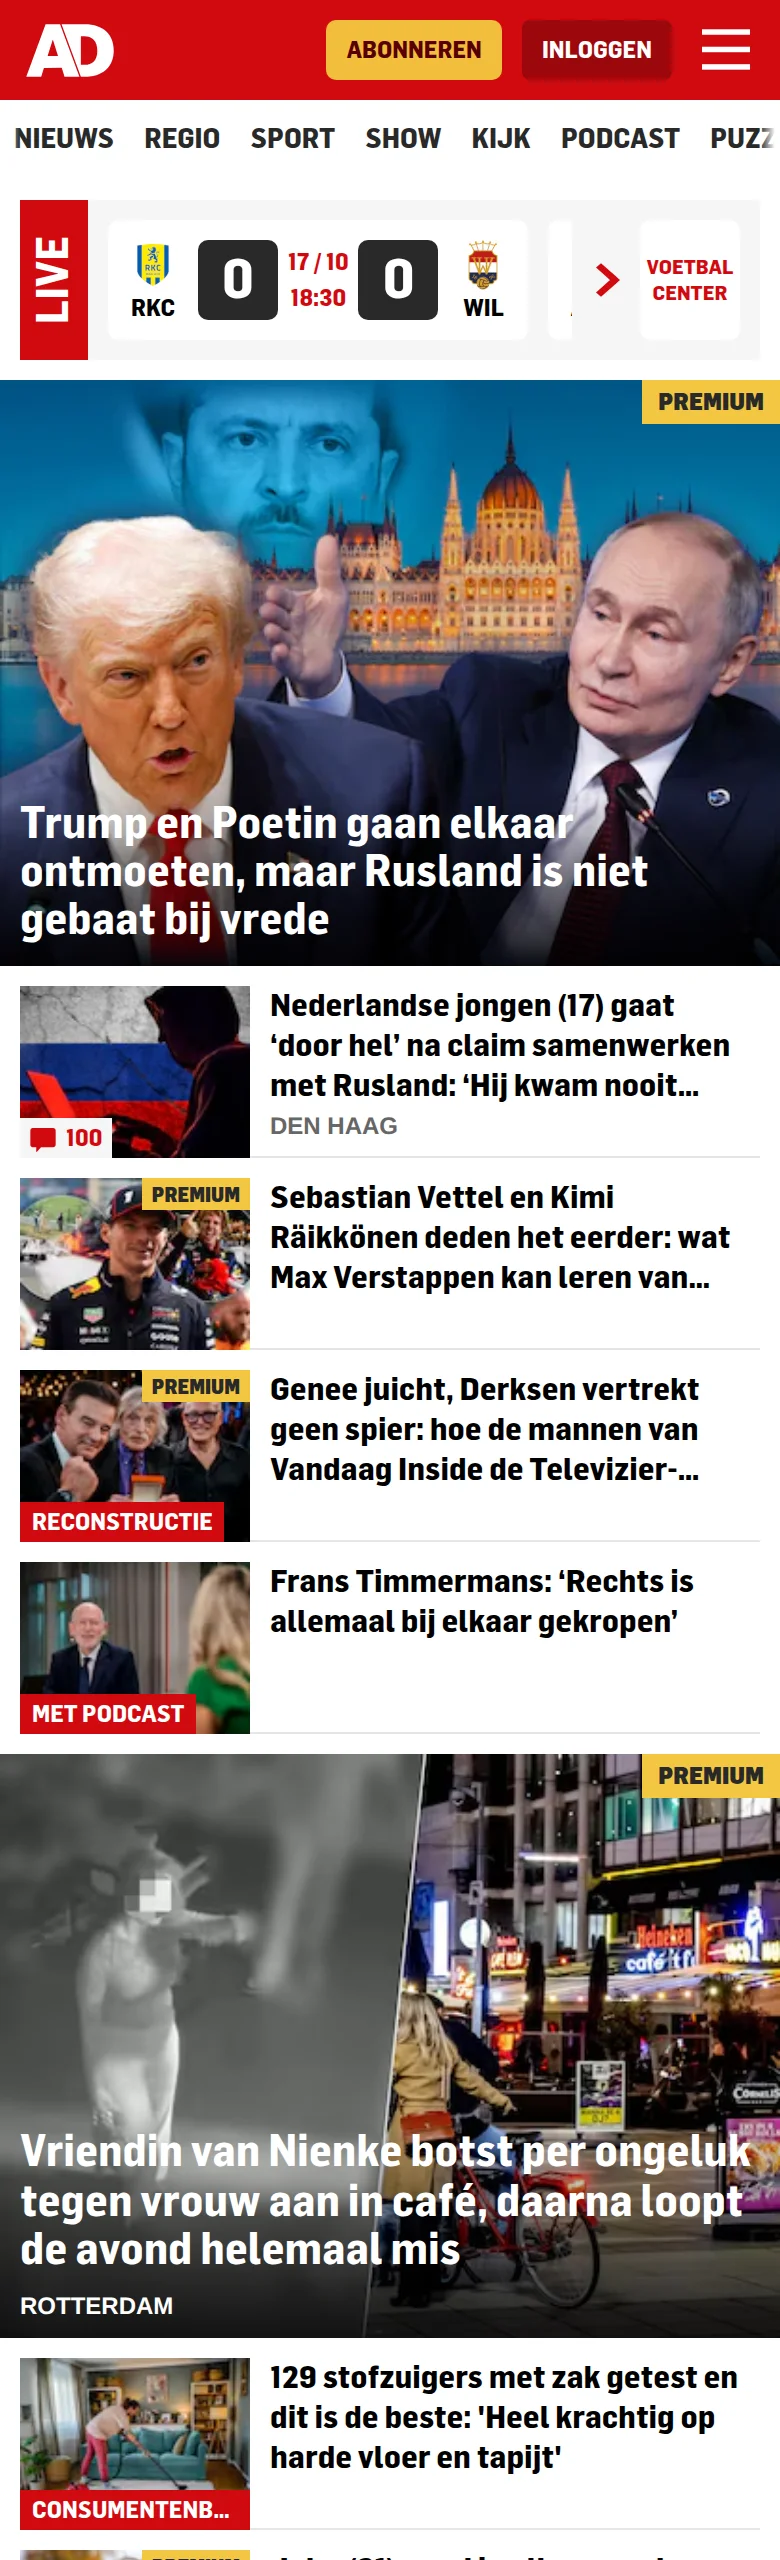 AD
ABONNEREN
INLOGGEN
NIEUWS REGIO SPORT SHOW KIJK PODCAST PUZZ
LIVE
RKC
RKC
0
17 / 10
18:30
0
WIL
VOETBAL
CENTER
PREMIUM
Trump en Poetin gaan elkaar
ontmoeten, maar Rusland is niet
gebaat bij vrede
Nederlandse jongen (17) gaat
‘door hel’ na claim samenwerken
met Rusland: ‘Hij kwam nooit...
DEN HAAG
100
PREMIUM
1
Sebastian Vettel en Kimi
Räikkönen deden het eerder: wat
Max Verstappen kan leren van...
PREMIUM
RECONSTRUCTIE
Genee juicht, Derksen vertrekt
geen spier: hoe de mannen van
Vandaag Inside de Televizier-...
MET PODCAST
Frans Timmermans: ‘Rechts is
allemaal bij elkaar gekropen’
PREMIUM
Heineken
café
CORNELIS
Vriendin van Nienke botst per ongeluk
tegen vrouw aan in café, daarna loopt
de avond helemaal mis
ROTTERDAM
CONSUMENTENB...
129 stofzuigers met zak getest en
dit is de beste: 'Heel krachtig op
harde vloer en tapijt'
PREMIUM